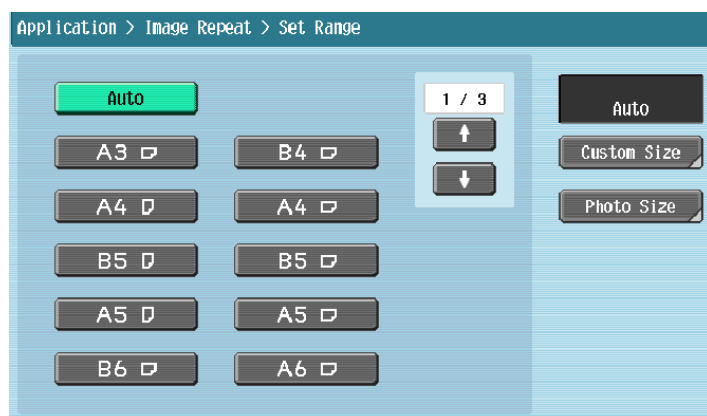 Application > Image Repeat > Set Range
Auto
1 / 3
Auto
A3
B4
Custom Size
A4
A4
Photo Size
B5
B5
A5
A5
B6
A6